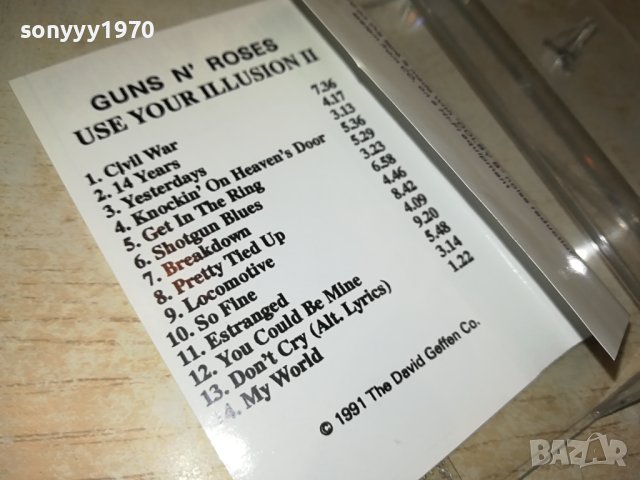 sonyyy1970
GUNS N' ROSES
USE YOUR ILLUSION II
1. Civil War 7.36
2. 14 Years 4.17
3. Yesterdays 3.13
4. Knockin' On Heaven's Door 5.36
5. Get In The Ring 5.29
6. Shotgun Blues 3.23
7. Breakdown 6.58
8. Pretty Tied Up 4.46
9. Locomotive 8.42
10. So Fine 4.09
11. Estranged 9.20
12. You Could Be Mine 5.48
13. Don't Cry (Alt. Lyrics) 3.14
4. My World 1.22
© 1991 The David Geffen Co.
BAZAR